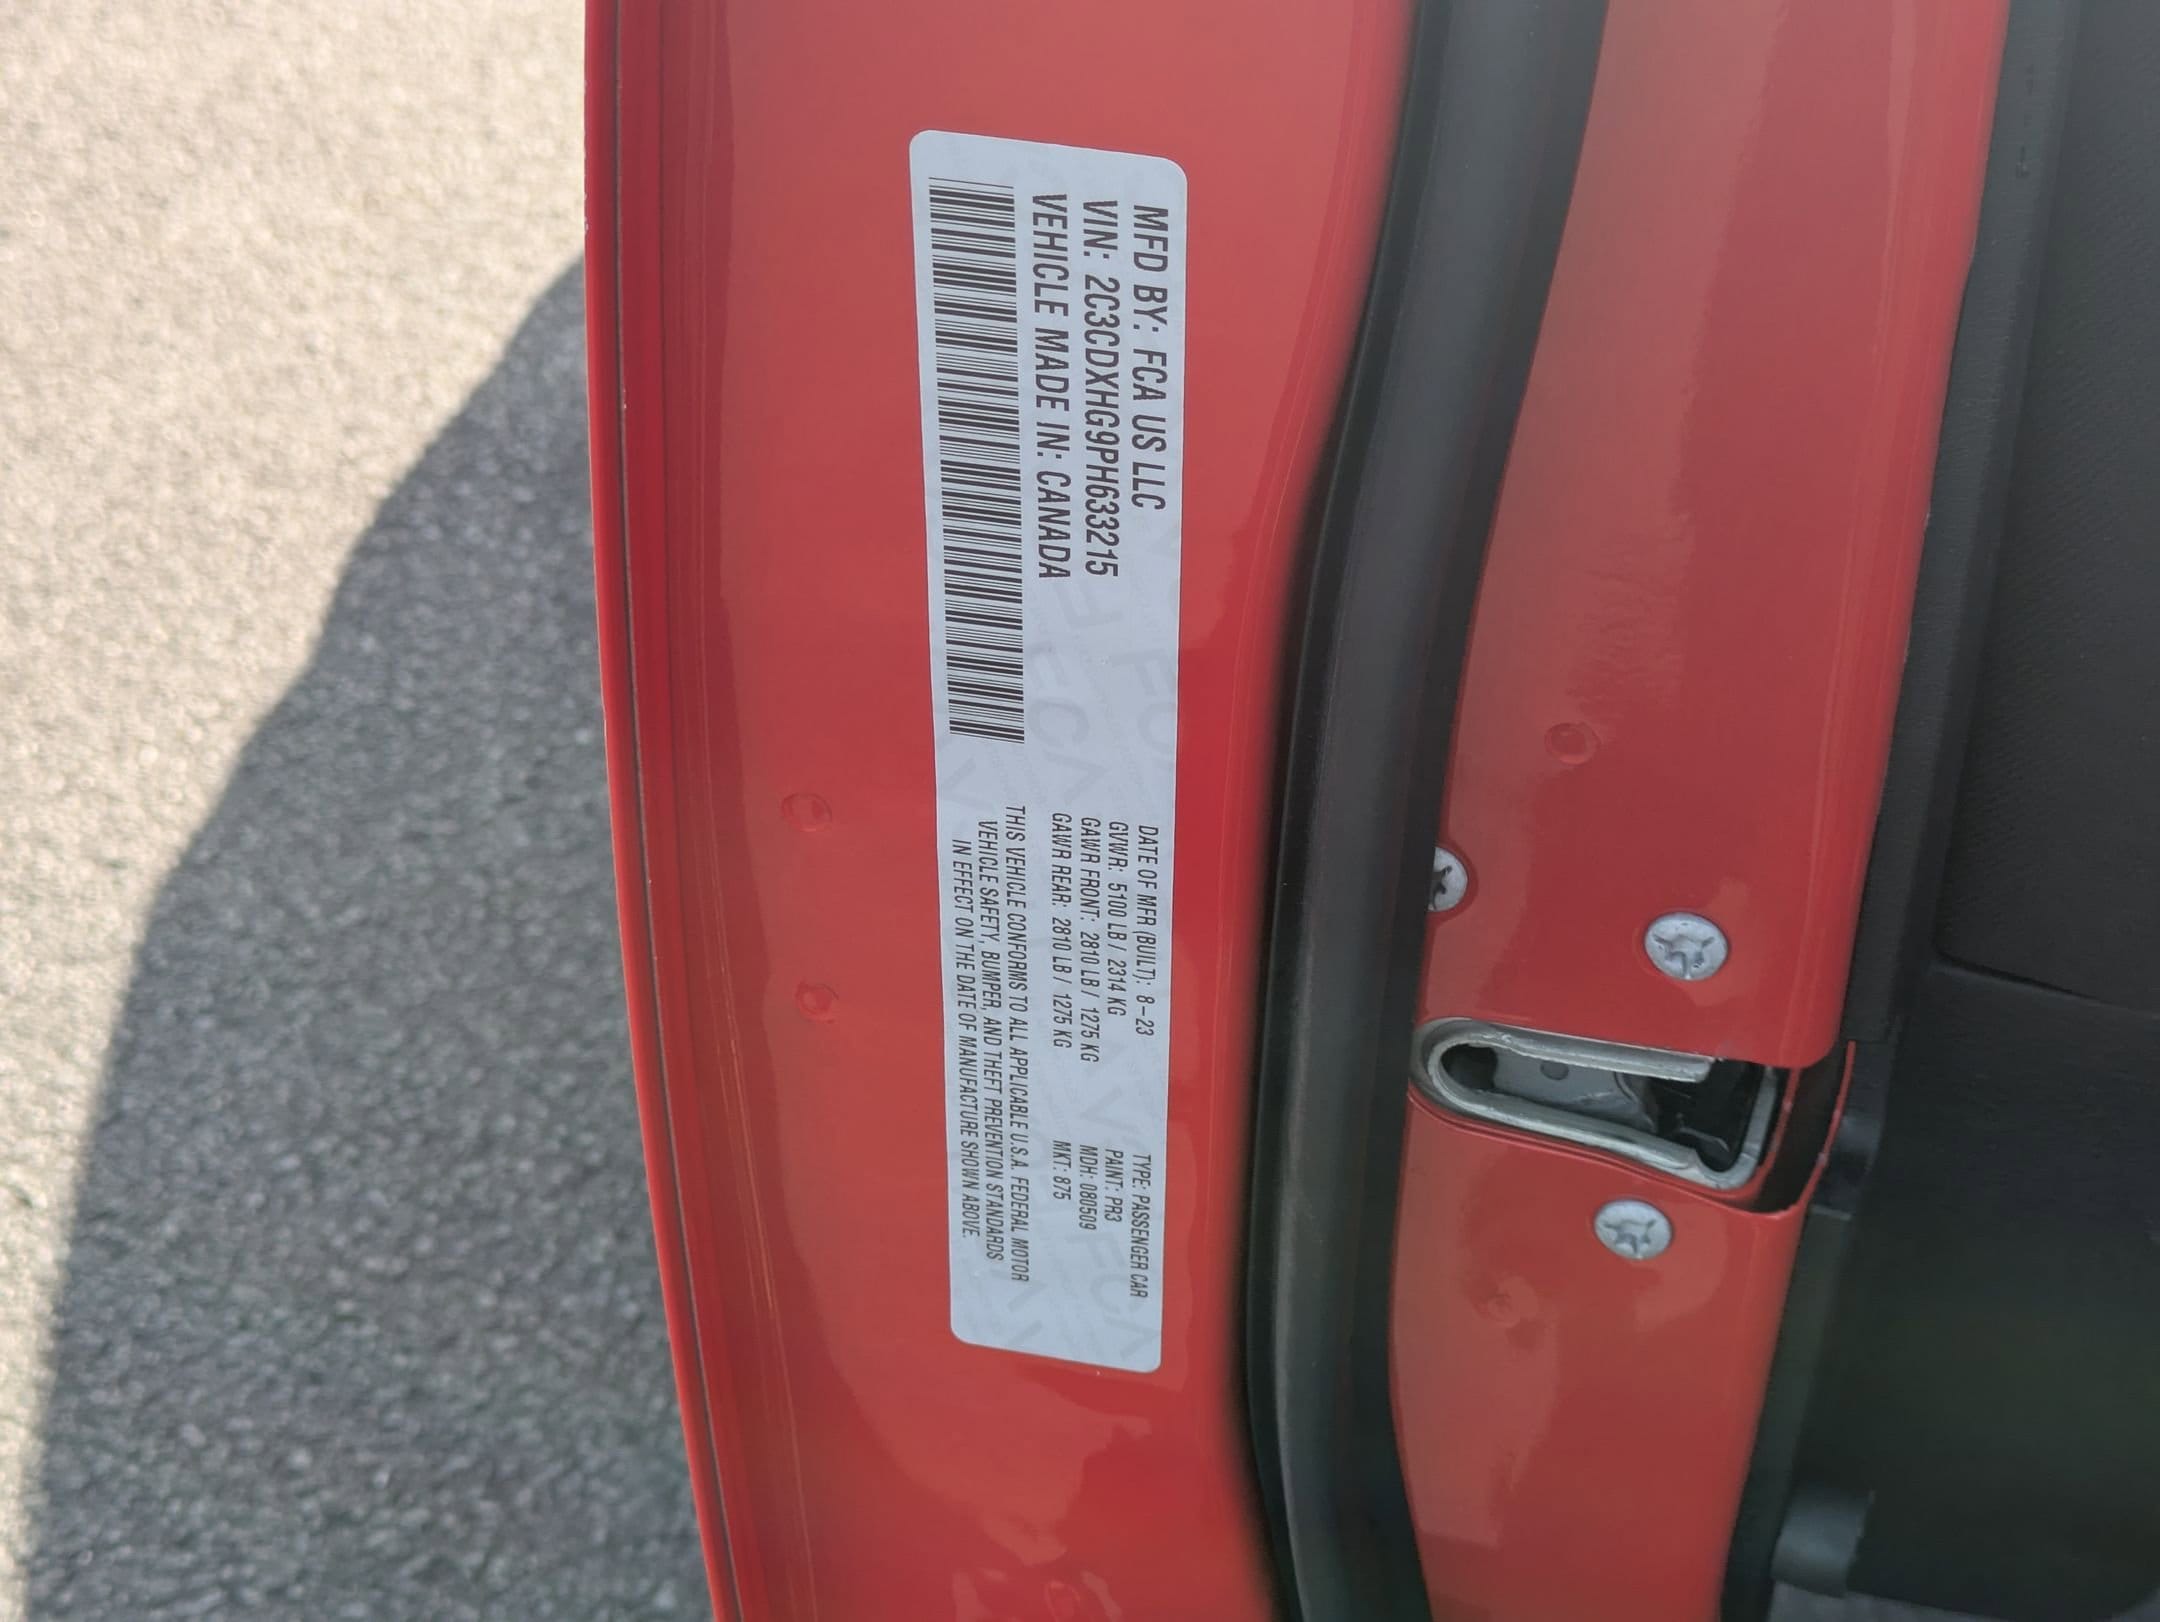 MFD BY: FCA US LLC
VIN: 2C3CDXHG9PH633215
VEHICLE MADE IN: CANADA
DATE OF MFR (BUILT): 8-23
GVWR: 5100 LB / 2314 KG
GAWR FRONT: 2810 LB / 1275 KG
GAWR REAR: 2810 LB / 1275 KG
TYPE: PASSENGER CAR
PAINT: PR3
MDH: 080509
MKT: 875
THIS VEHICLE CONFORMS TO ALL APPLICABLE U.S.A. FEDERAL MOTOR
VEHICLE SAFETY, BUMPER, AND THEFT PREVENTION STANDARDS
IN EFFECT ON THE DATE OF MANUFACTURE SHOWN ABOVE.
FCA
FCA
FCA